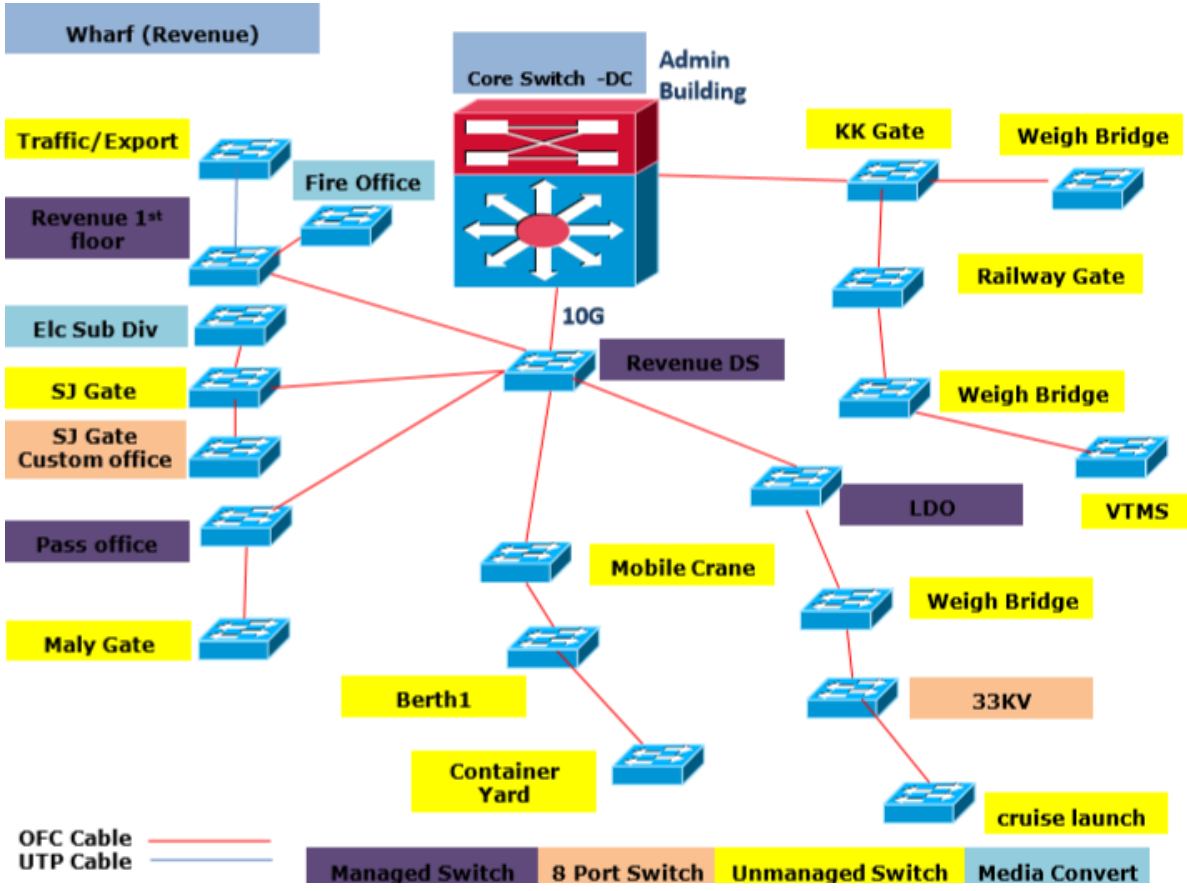 Wharf (Revenue)
Core Switch -DC
Admin
Building
Traffic/Export
Fire Office
KK Gate
Weigh Bridge
Revenue 1st
floor
Railway Gate
Elc Sub Div
10G
Revenue DS
SJ Gate
Weigh Bridge
SJ Gate
Custom office
LDO
VTMS
Pass office
Mobile Crane
Weigh Bridge
Maly Gate
Berth1
33KV
Container
Yard
cruise launch
OFC Cable
UTP Cable
Managed Switch
8 Port Switch
Unmanaged Switch
Media Convert